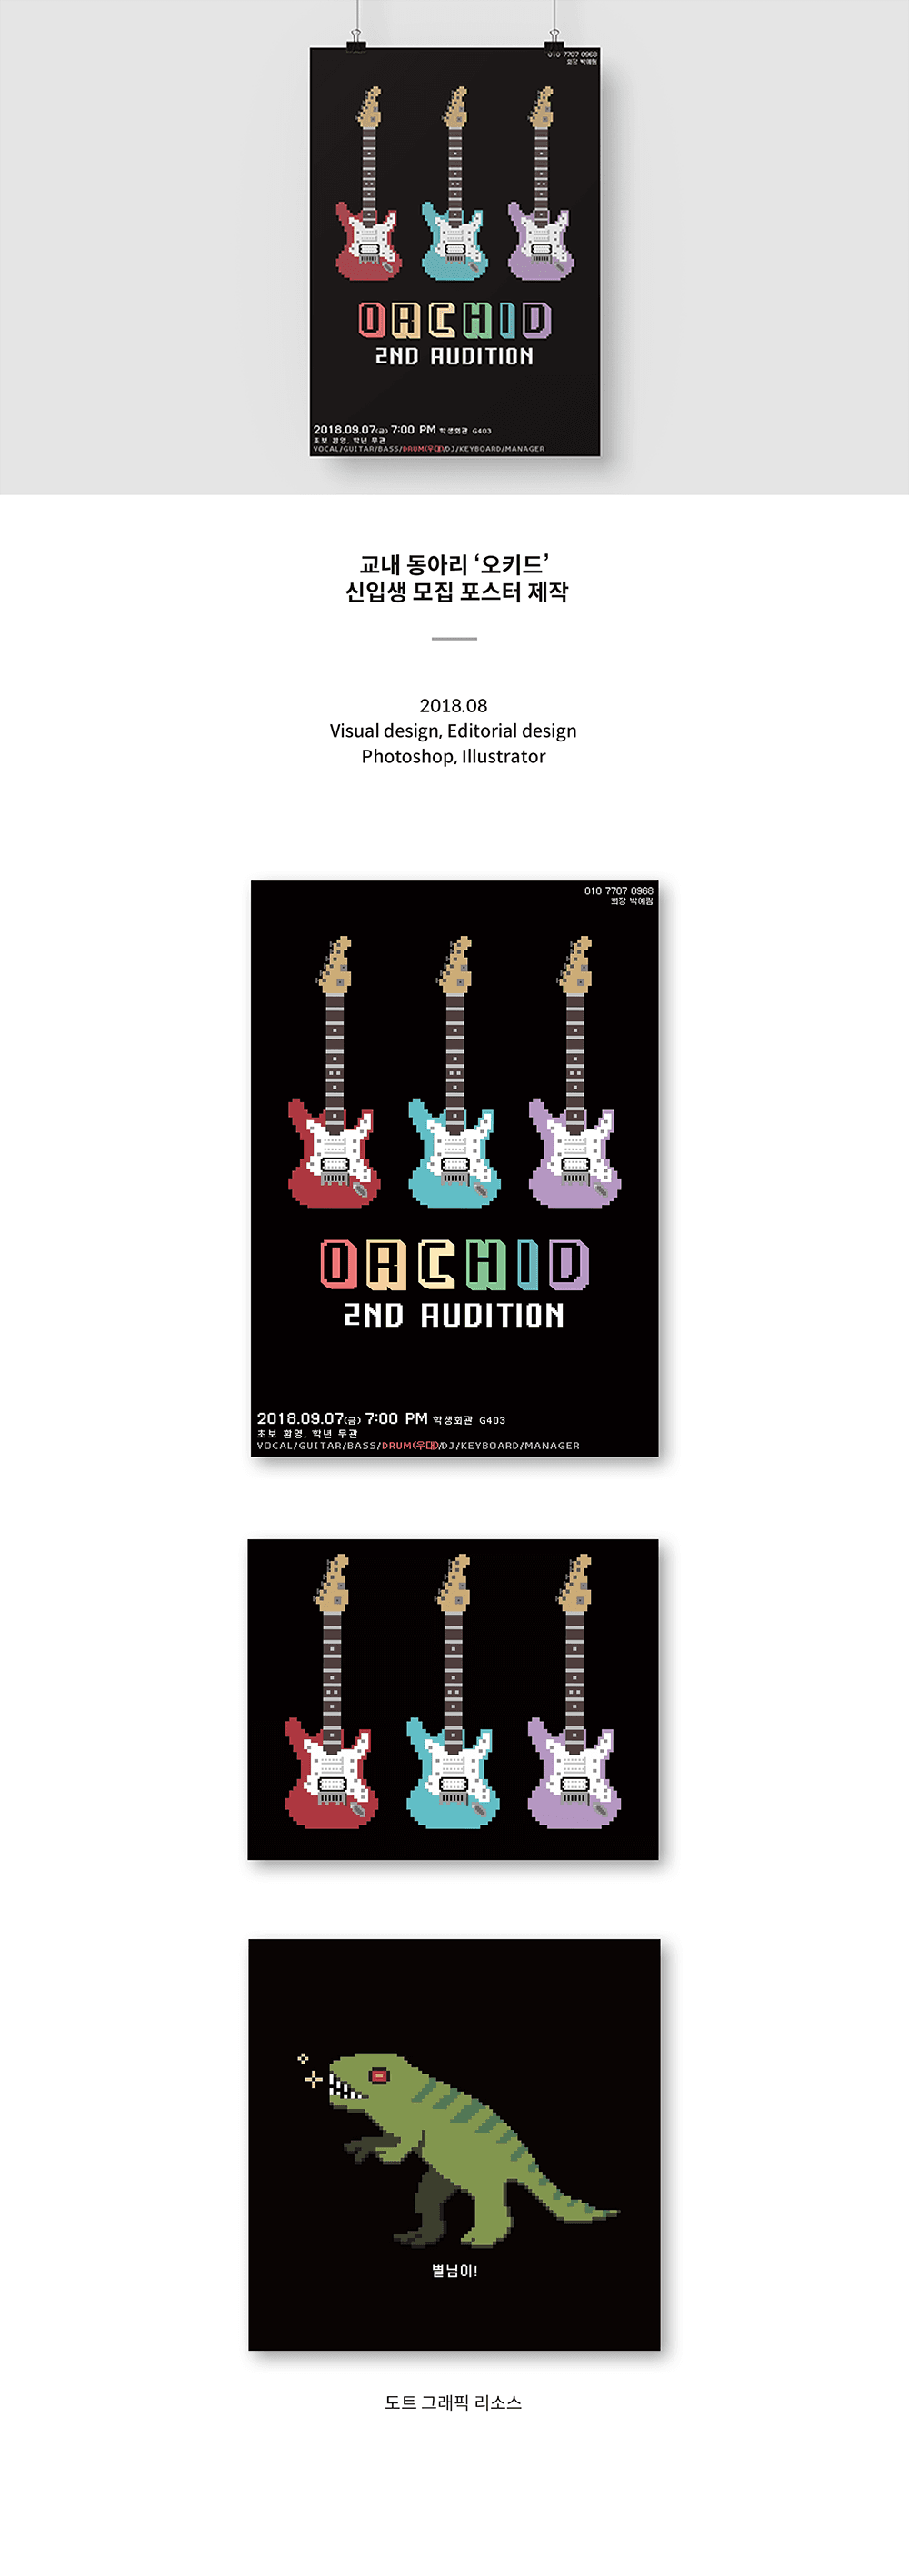 010 7707 0968
회장 박예림
ORCHID
2ND AUDITION
2018.09.07(금) 7:00 PM 학생회관 G403
초보 환영, 학년 무관
VOCAL/GUITAR/BASS/DRUM(우대)/DJ/KEYBOARD/MANAGER
교내 동아리 ‘오키드’
신입생 모집 포스터 제작
2018.08
Visual design, Editorial design
Photoshop, Illustrator
010 7707 0968
회장 박예림
ORCHID
2ND AUDITION
2018.09.07(금) 7:00 PM 학생회관 G403
초보 환영, 학년 무관
VOCAL/GUITAR/BASS/DRUM(우대)/DJ/KEYBOARD/MANAGER
별님이!
도트 그래픽 리소스